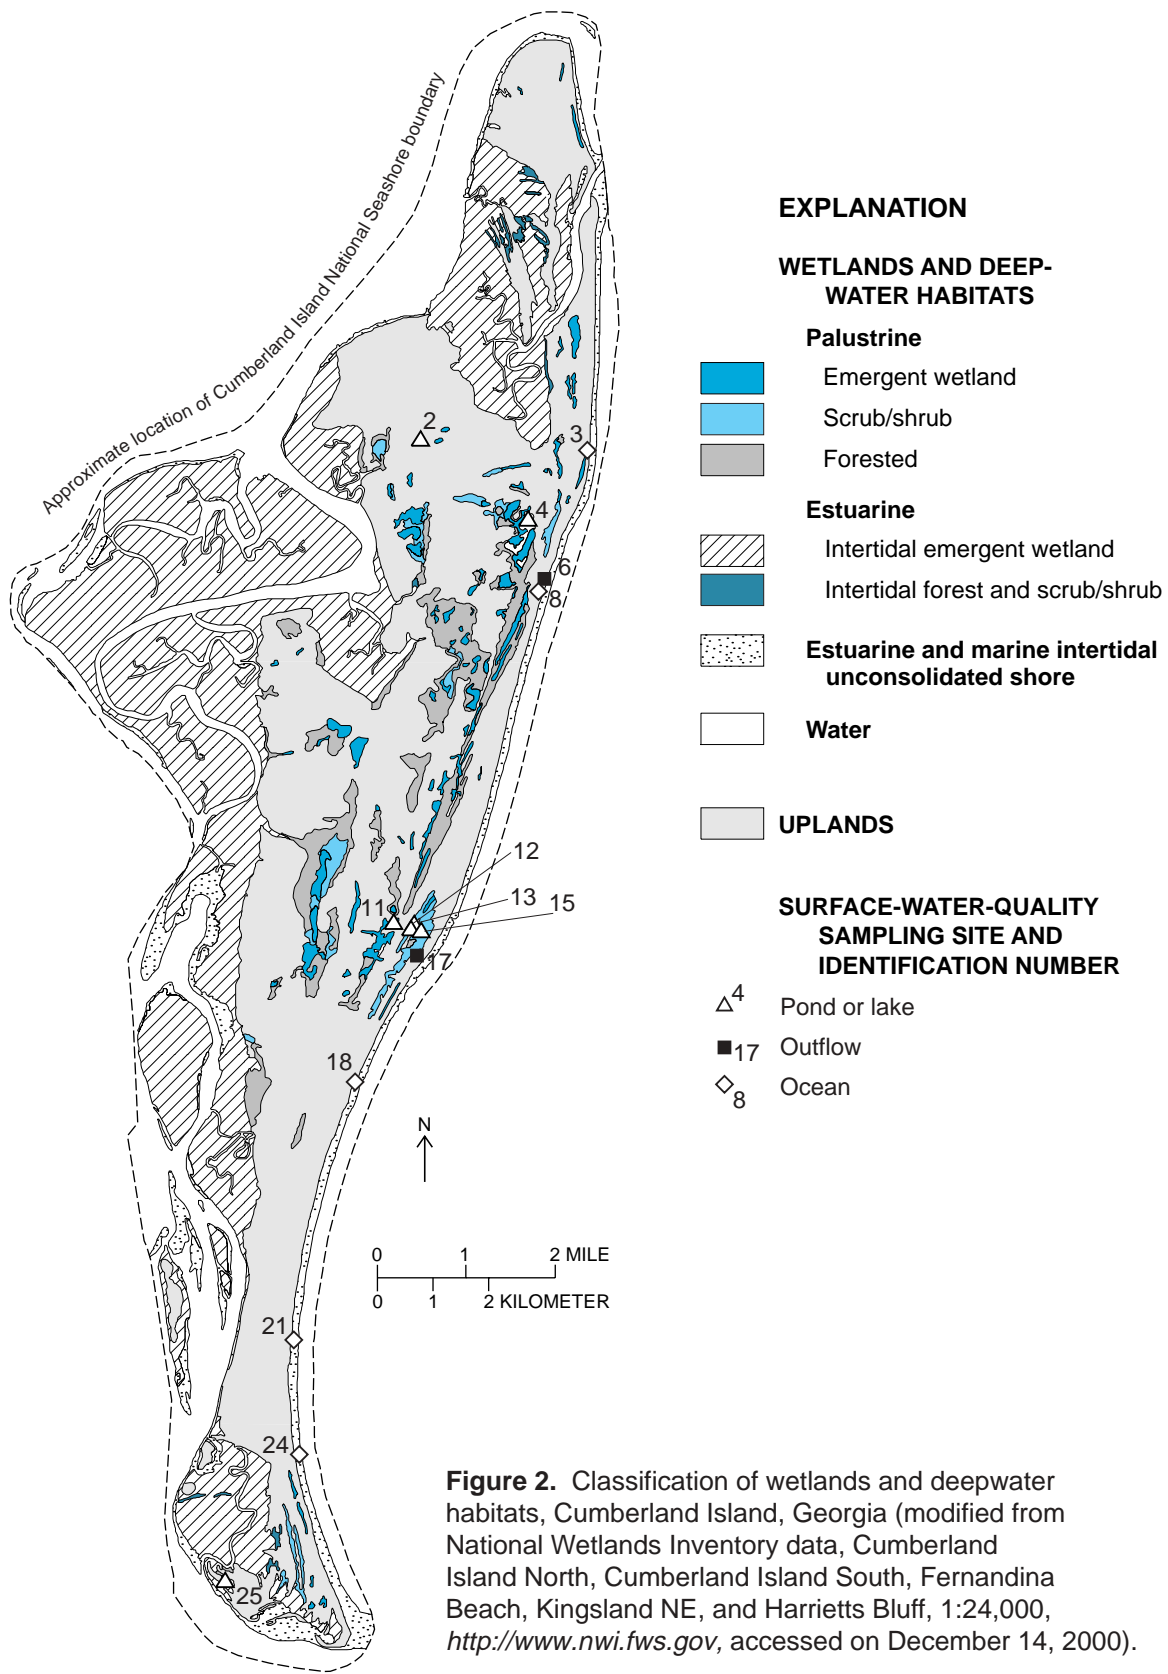 Approximate location of Cumberland Island National Seashore boundary
2
3
4
6
8
12
13
15
11
17
18
21
24
25
N
0 1 2 MILE
0 1 2 KILOMETER
EXPLANATION
WETLANDS AND DEEP-
WATER HABITATS
Palustrine
Emergent wetland
Scrub/shrub
Forested
Estuarine
Intertidal emergent wetland
Intertidal forest and scrub/shrub
Estuarine and marine intertidal
unconsolidated shore
Water
UPLANDS
SURFACE-WATER-QUALITY
SAMPLING SITE AND
IDENTIFICATION NUMBER
4 Pond or lake
17 Outflow
8 Ocean
Figure 2. Classification of wetlands and deepwater
habitats, Cumberland Island, Georgia (modified from
National Wetlands Inventory data, Cumberland
Island North, Cumberland Island South, Fernandina
Beach, Kingsland NE, and Harrietts Bluff, 1:24,000,
http://www.nwi.fws.gov, accessed on December 14, 2000).